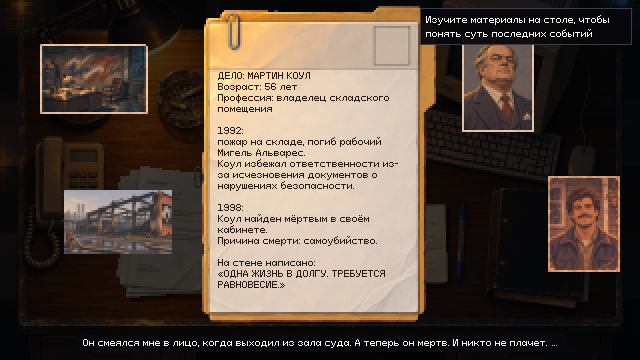 Изучите материалы на столе, чтобы
понять суть последних событий
ДЕЛО: МАРТИН КОУЛ
Возраст: 56 лет
Профессия: владелец складского
помещения
1992:
пожар на складе, погиб рабочий
Мигель Альварес.
Коул избежал ответственности из-
за исчезновения документов о
нарушениях безопасности.
1998:
Коул найден мёртвым в своём
кабинете.
Причина смерти: самоубийство.
На стене написано:
«ОДНА ЖИЗНЬ В ДОЛГУ. ТРЕБУЕТСЯ
РАВНОВЕСИЕ.»
Он смеялся мне в лицо, когда выходил из зала суда. А теперь он мертв. И никто не плачет. ...